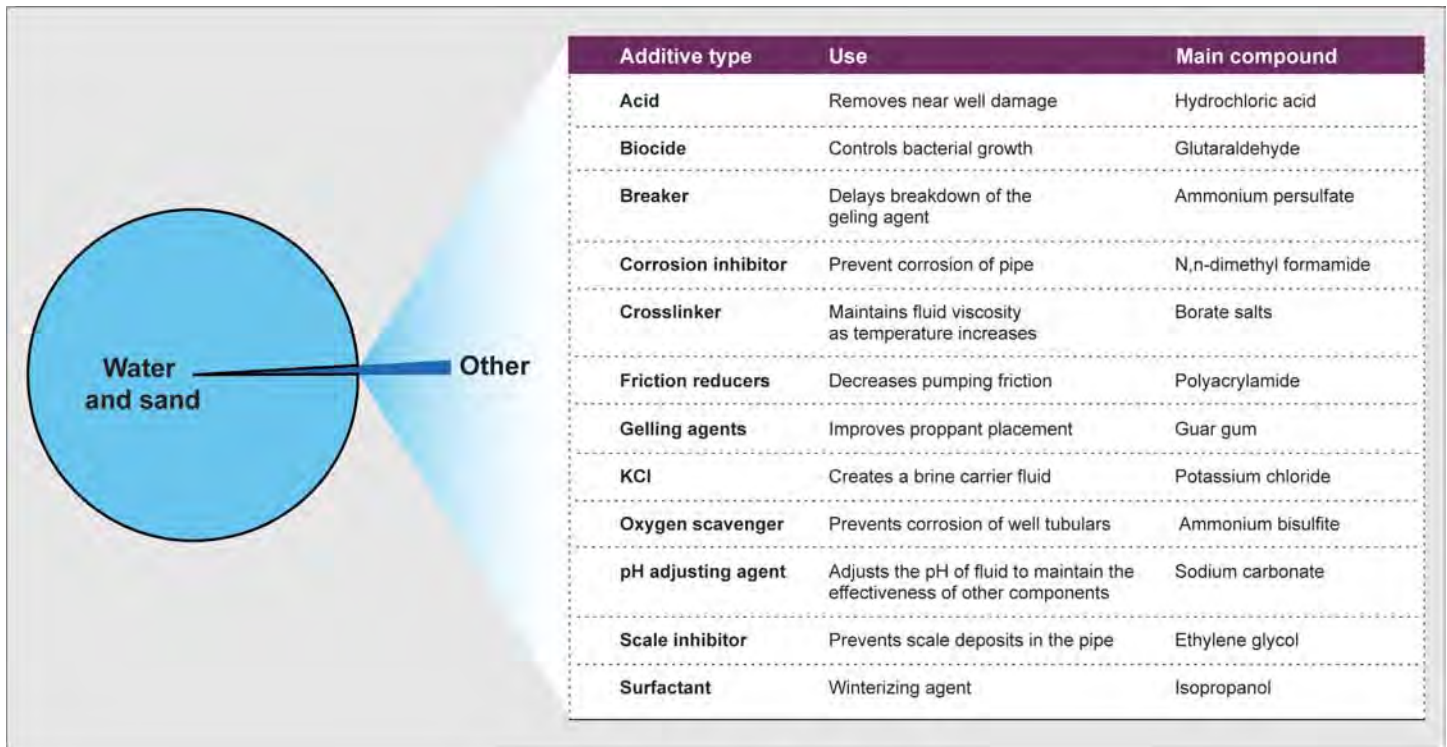 Water
and sand
Other
Additive type Use Main compound
Acid Removes near well damage Hydrochloric acid
Biocide Controls bacterial growth Glutaraldehyde
Breaker Delays breakdown of the Ammonium persulfate
geling agent
Corrosion inhibitor Prevent corrosion of pipe N,n-dimethyl formamide
Crosslinker Maintains fluid viscosity Borate salts
as temperature increases
Friction reducers Decreases pumping friction Polyacrylamide
Gelling agents Improves proppant placement Guar gum
KCl Creates a brine carrier fluid Potassium chloride
Oxygen scavenger Prevents corrosion of well tubulars Ammonium bisulfite
pH adjusting agent Adjusts the pH of fluid to maintain the Sodium carbonate
effectiveness of other components
Scale inhibitor Prevents scale deposits in the pipe Ethylene glycol
Surfactant Winterizing agent Isopropanol